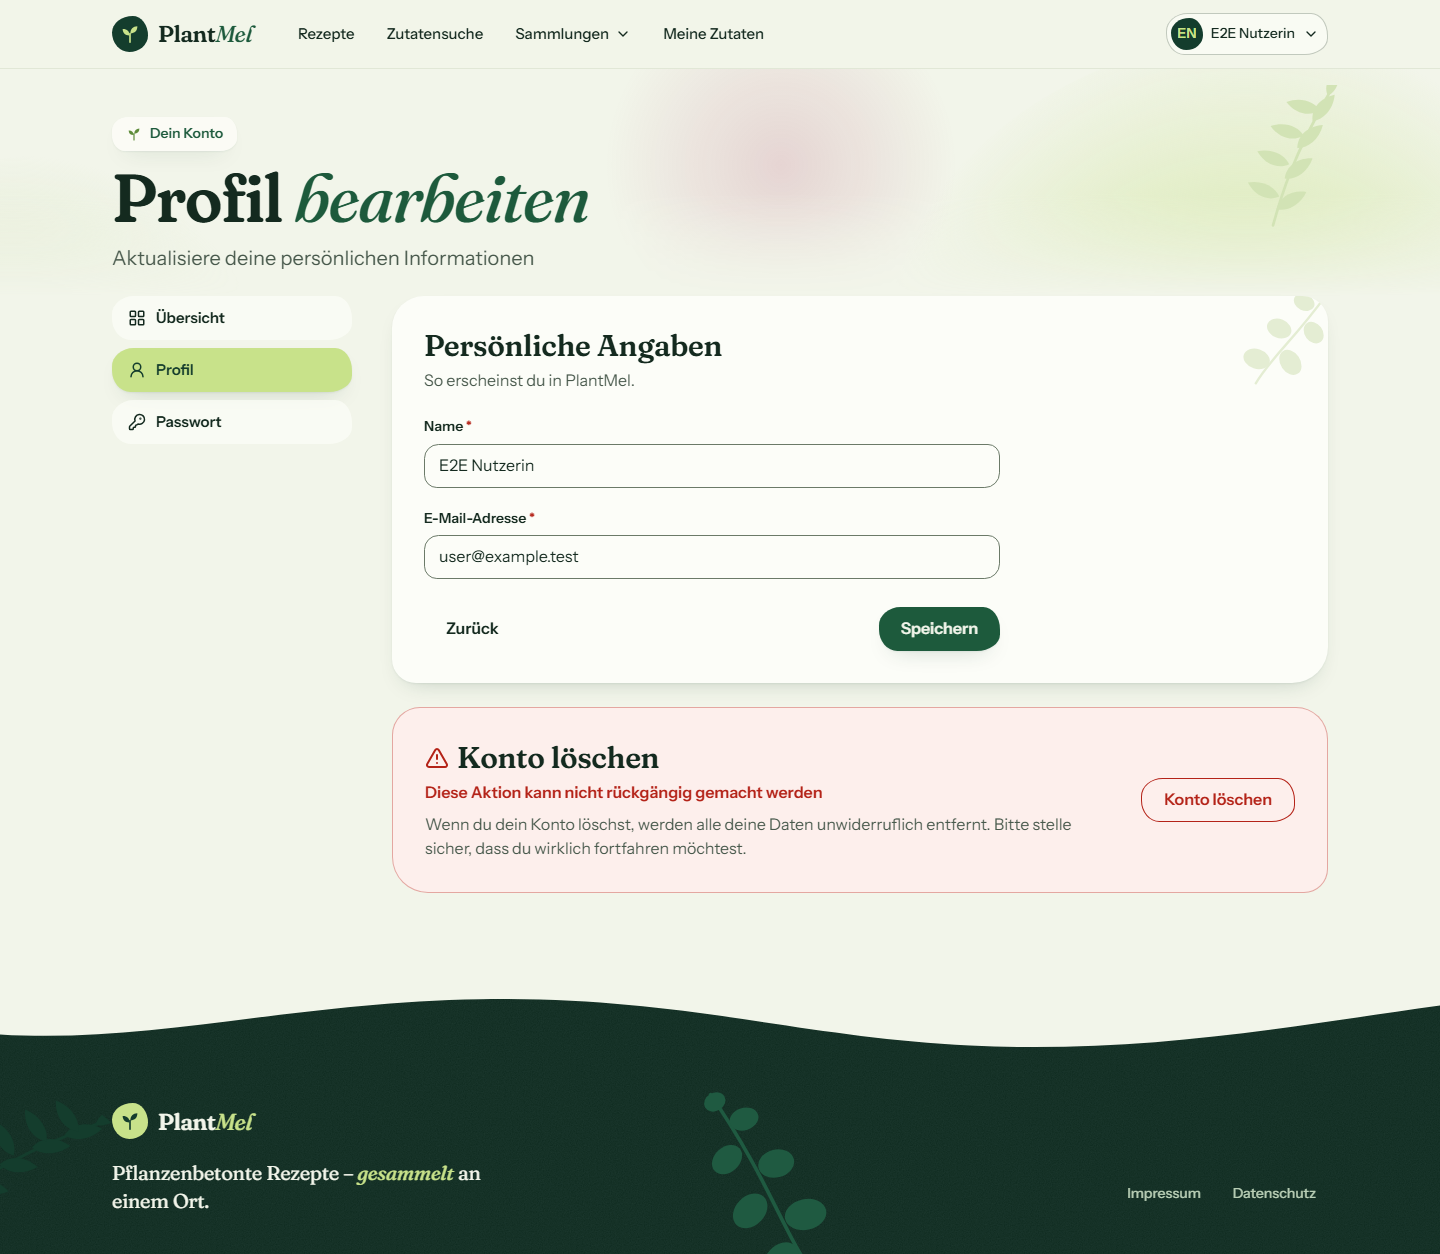 PlantMel
Rezepte
Zutatensuche
Sammlungen
Meine Zutaten
EN
E2E Nutzerin
Dein Konto
Profil bearbeiten
Aktualisiere deine persönlichen Informationen
Übersicht
Profil
Passwort
Persönliche Angaben
So erscheinst du in PlantMel.
Name *
E2E Nutzerin
E-Mail-Adresse *
user@example.test
Zurück
Speichern
Konto löschen
Diese Aktion kann nicht rückgängig gemacht werden
Wenn du dein Konto löschst, werden alle deine Daten unwiderruflich entfernt. Bitte stelle
sicher, dass du wirklich fortfahren möchtest.
Konto löschen
PlantMel
Pflanzenbetonte Rezepte – gesammelt an
einem Ort.
Impressum
Datenschutz